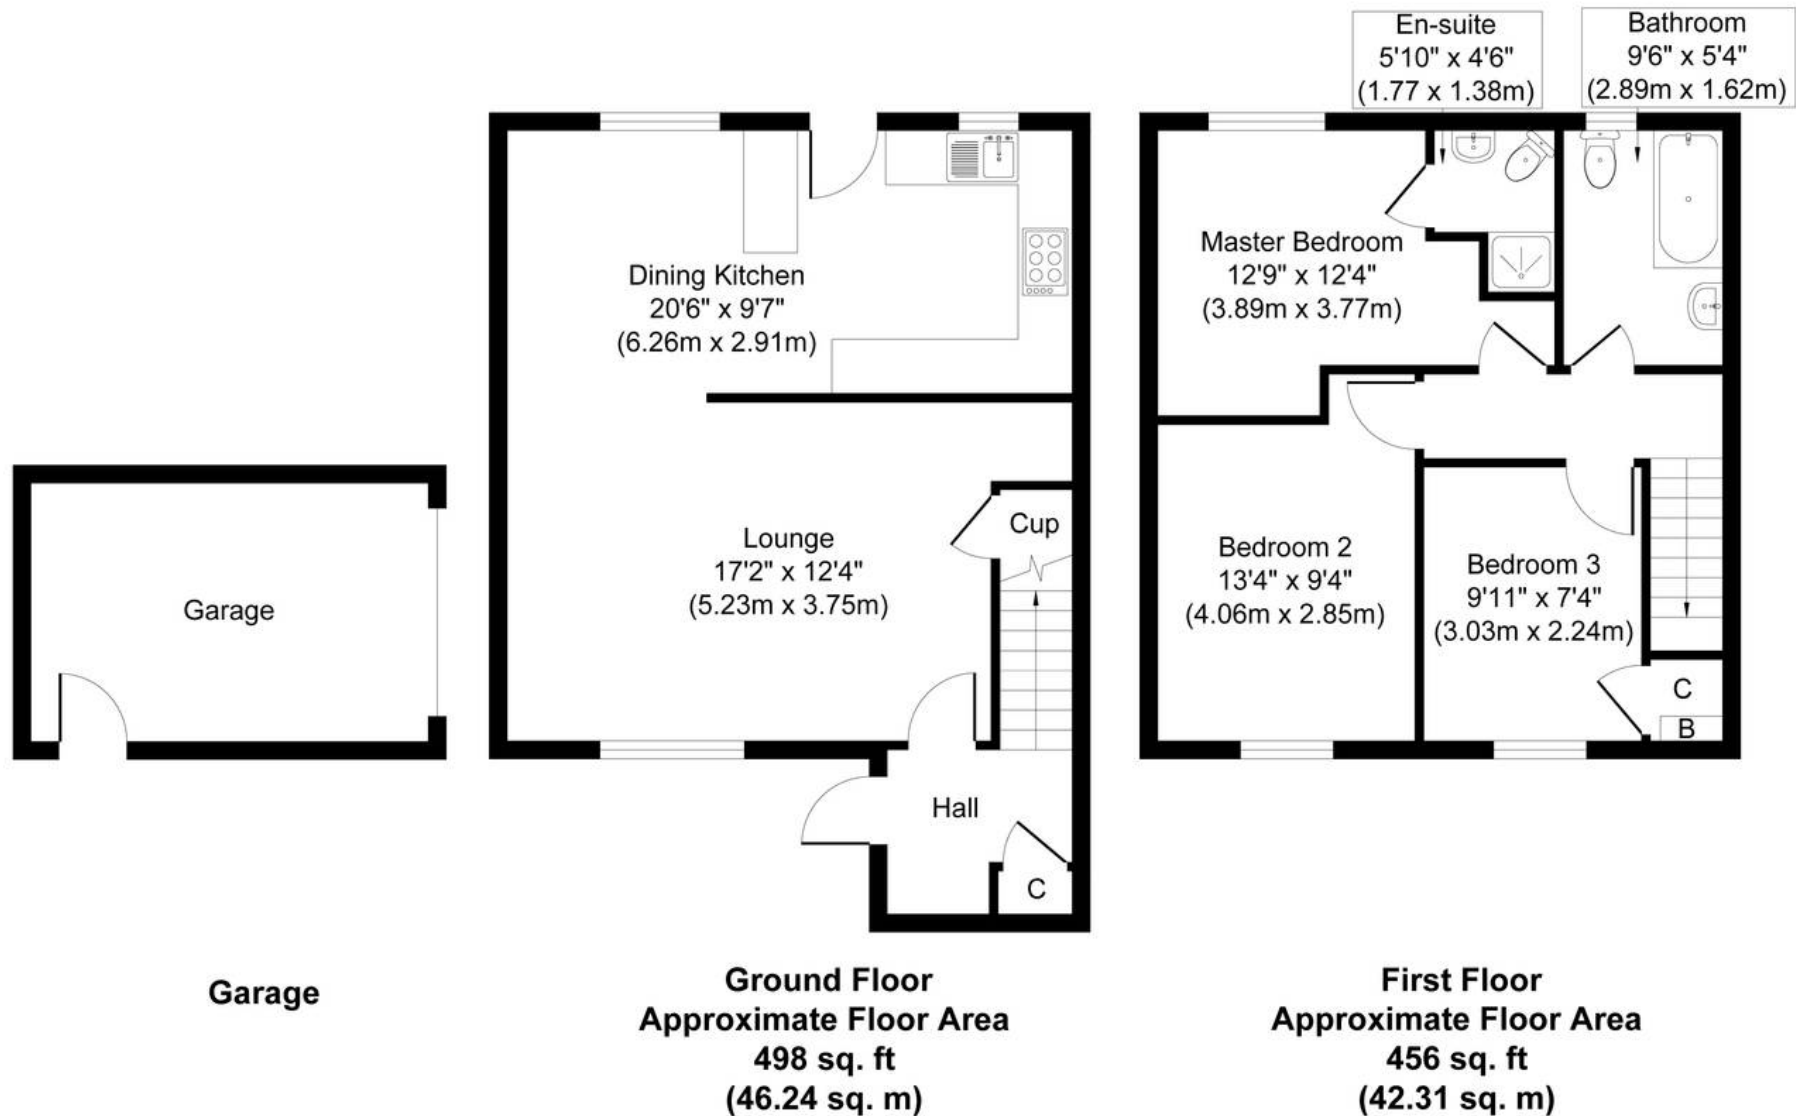 En-suite
5'10" x 4'6"
(1.77 x 1.38m)
Bathroom
9'6" x 5'4"
(2.89m x 1.62m)
Dining Kitchen
20'6" x 9'7"
(6.26m x 2.91m)
Master Bedroom
12'9" x 12'4"
(3.89m x 3.77m)
Garage
Lounge
17'2" x 12'4"
(5.23m x 3.75m)
Cup
Bedroom 2
13'4" x 9'4"
(4.06m x 2.85m)
Bedroom 3
9'11" x 7'4"
(3.03m x 2.24m)
C
B
Hall
C
Garage
Ground Floor
Approximate Floor Area
498 sq. ft
(46.24 sq. m)
First Floor
Approximate Floor Area
456 sq. ft
(42.31 sq. m)